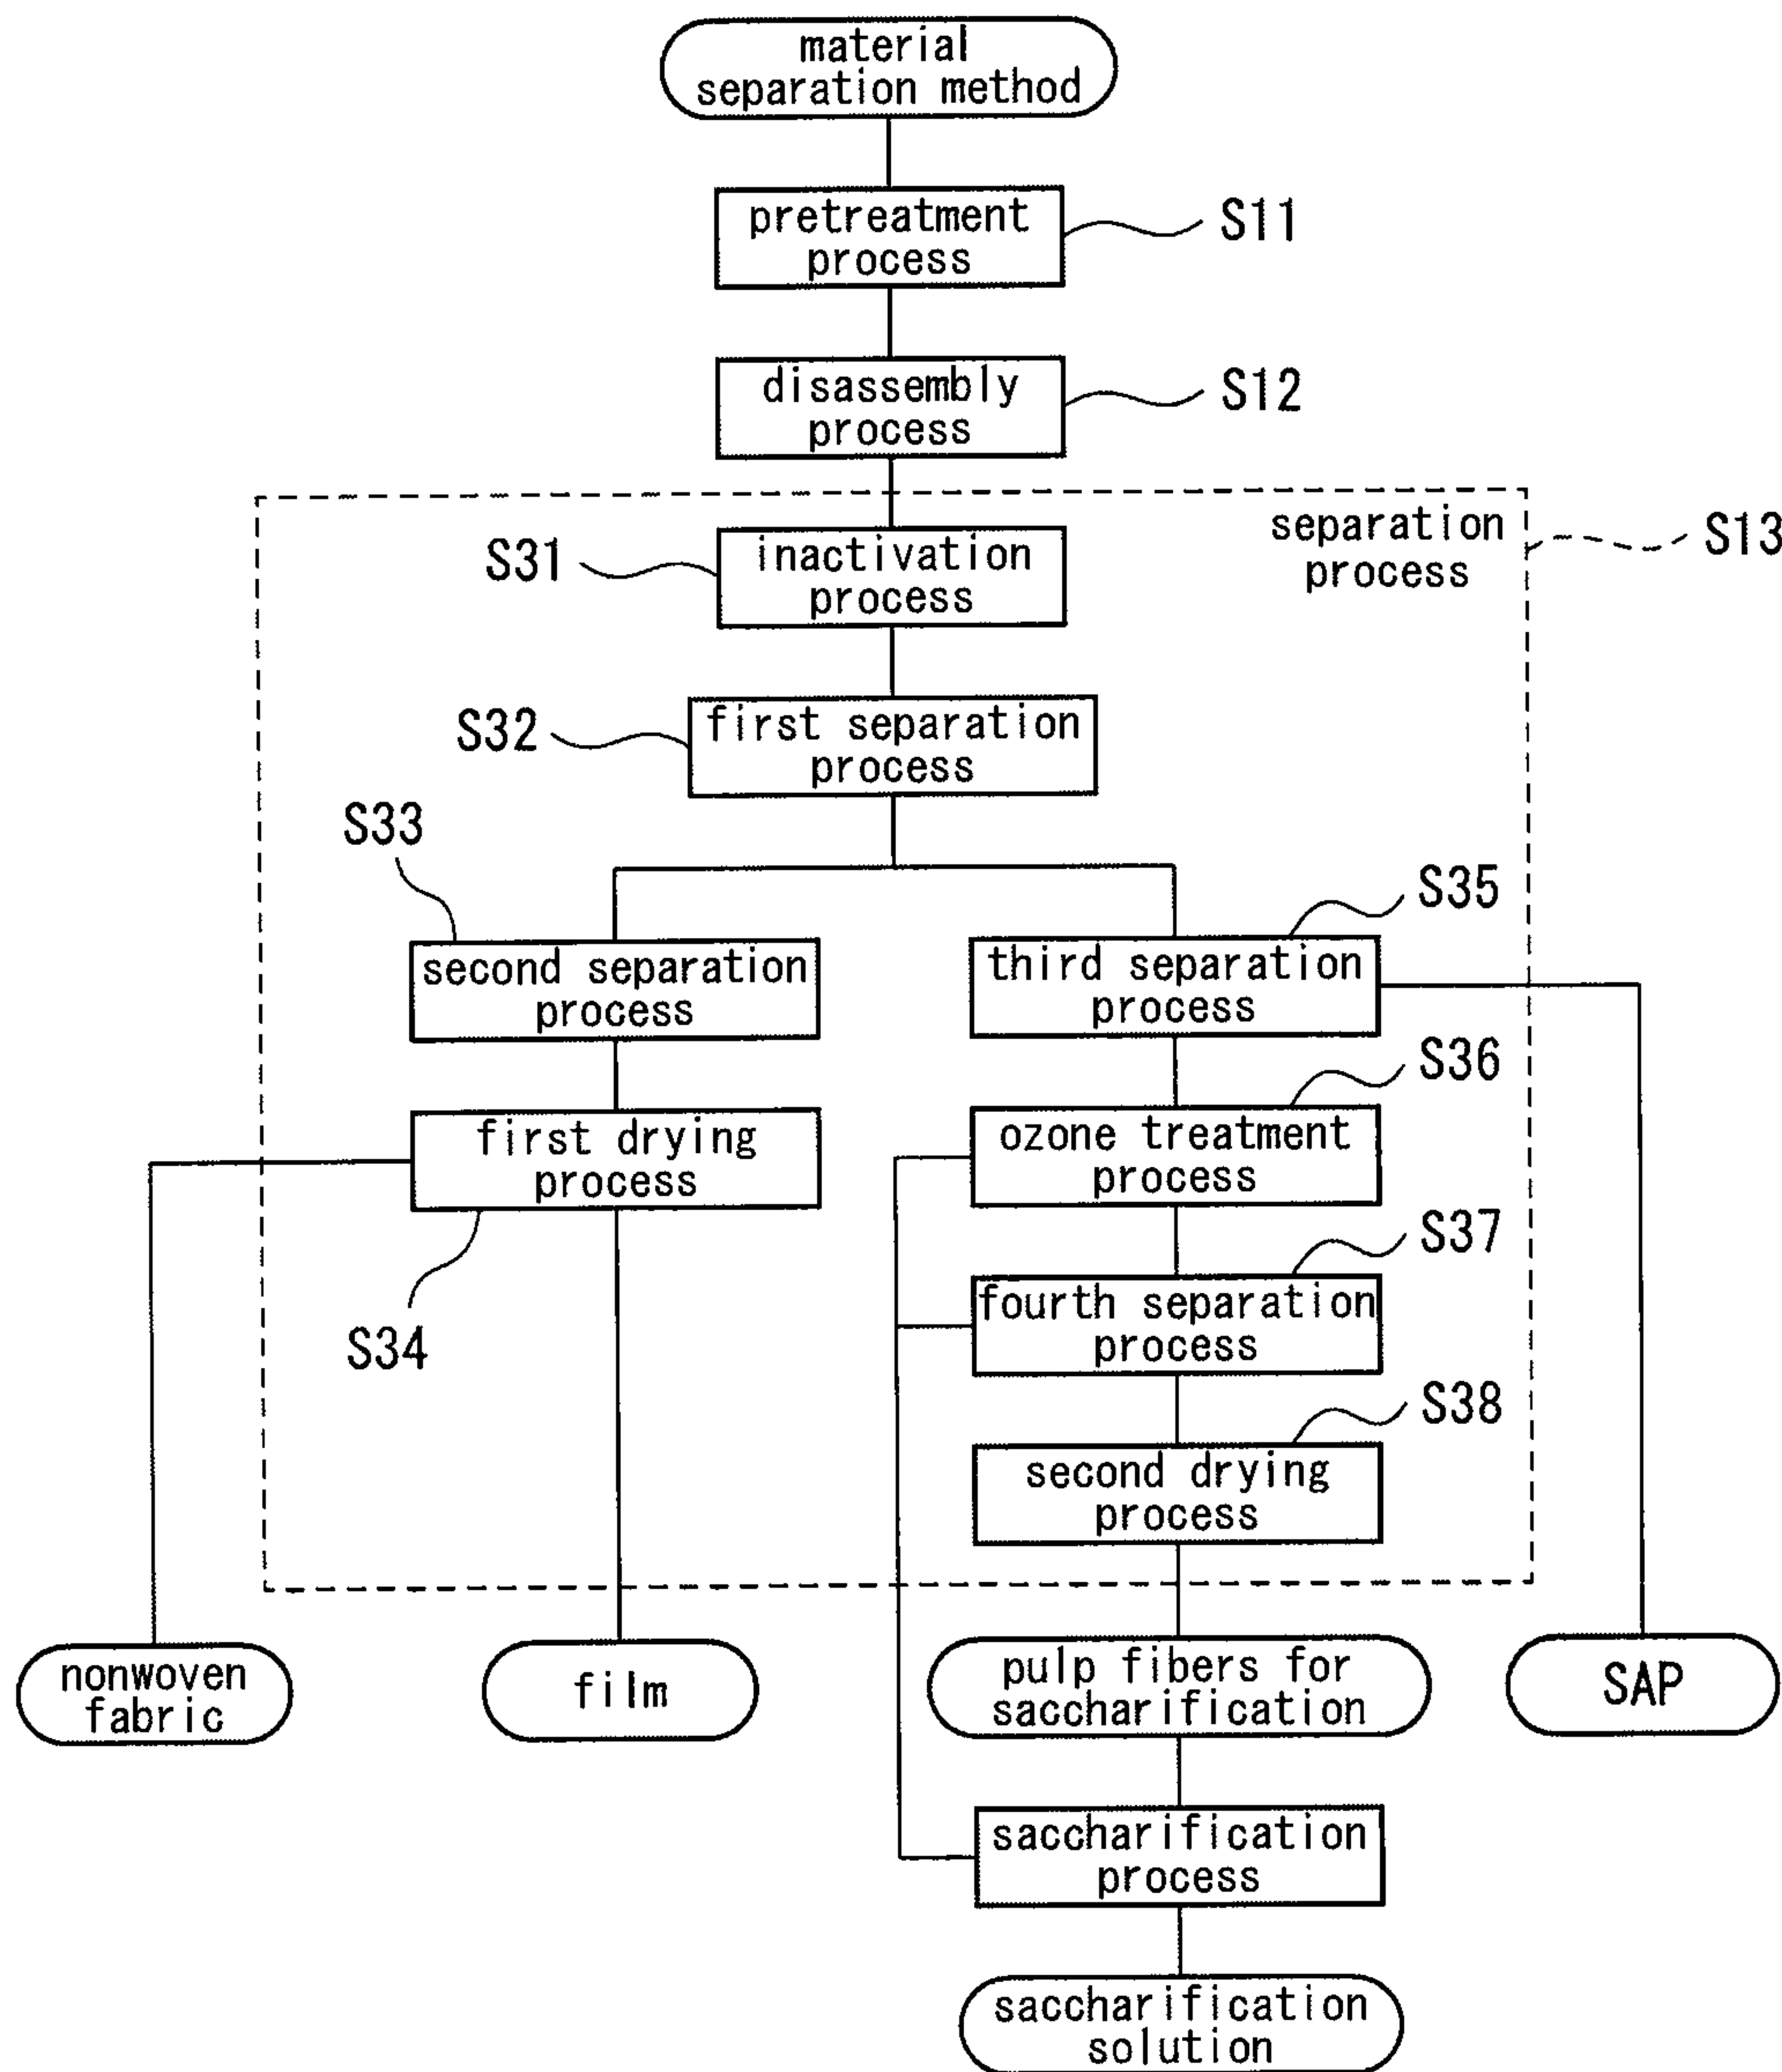 material
separation method
pretreatment
process
S11
disassembly
process
S12
separation
process
S13
S31
inactivation
process
S32
first separation
process
S33
second separation
process
S35
third separation
process
first drying
process
S34
S36
ozone treatment
process
S37
fourth separation
process
S38
second drying
process
nonwoven
fabric
film
pulp fibers for
saccharification
SAP
saccharification
process
saccharification
solution